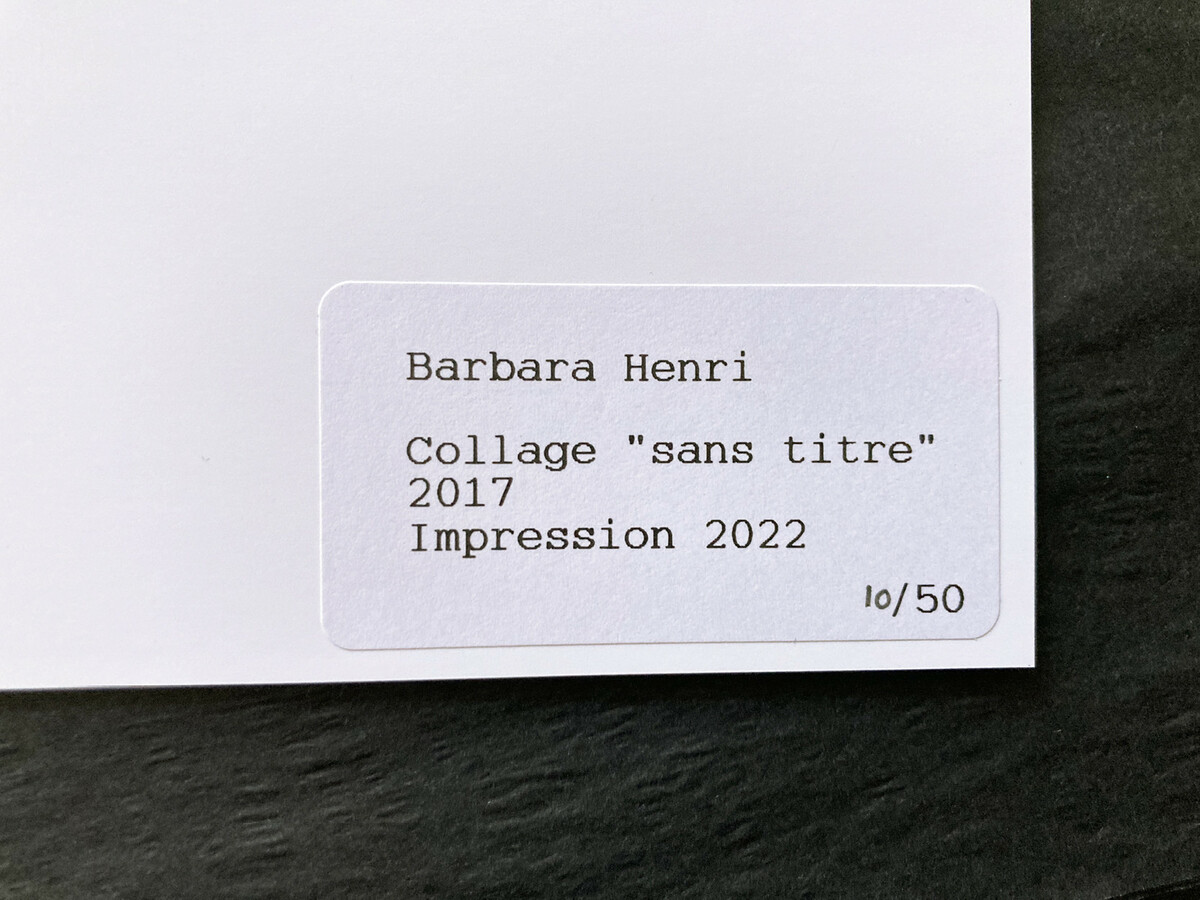 Barbara Henri
Collage "sans titre"
2017
Impression 2022
10/50